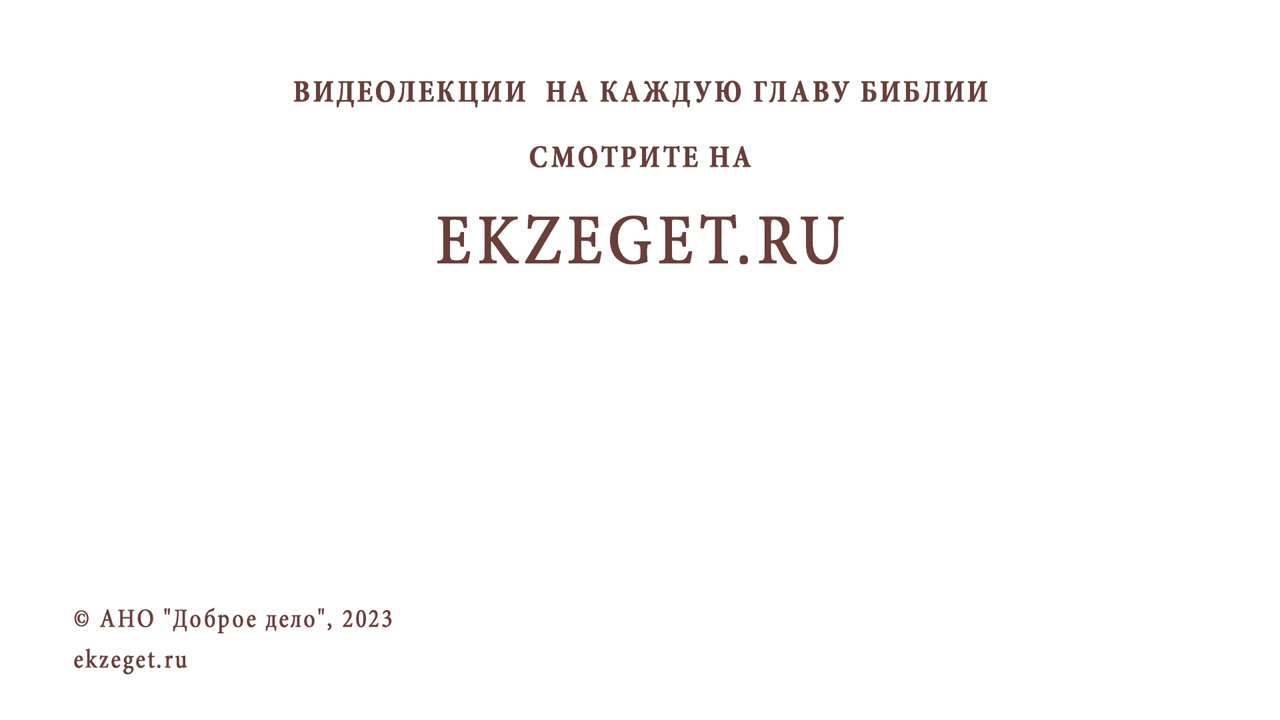 ВИДЕОЛЕКЦИИ НА КАЖДУЮ ГЛАВУ БИБЛИИ
СМОТРИТЕ НА
EKZEGET.RU
© АНО "Доброе дело", 2023
ekzeget.ru